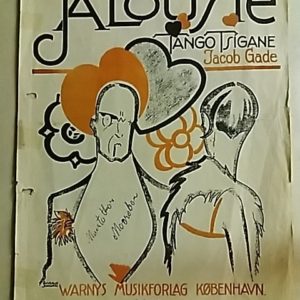 JALOUSIE
TANGO TSIGANE
Jacob Gade
WARNYS MUSIKFORLAG KØBENHAVN.